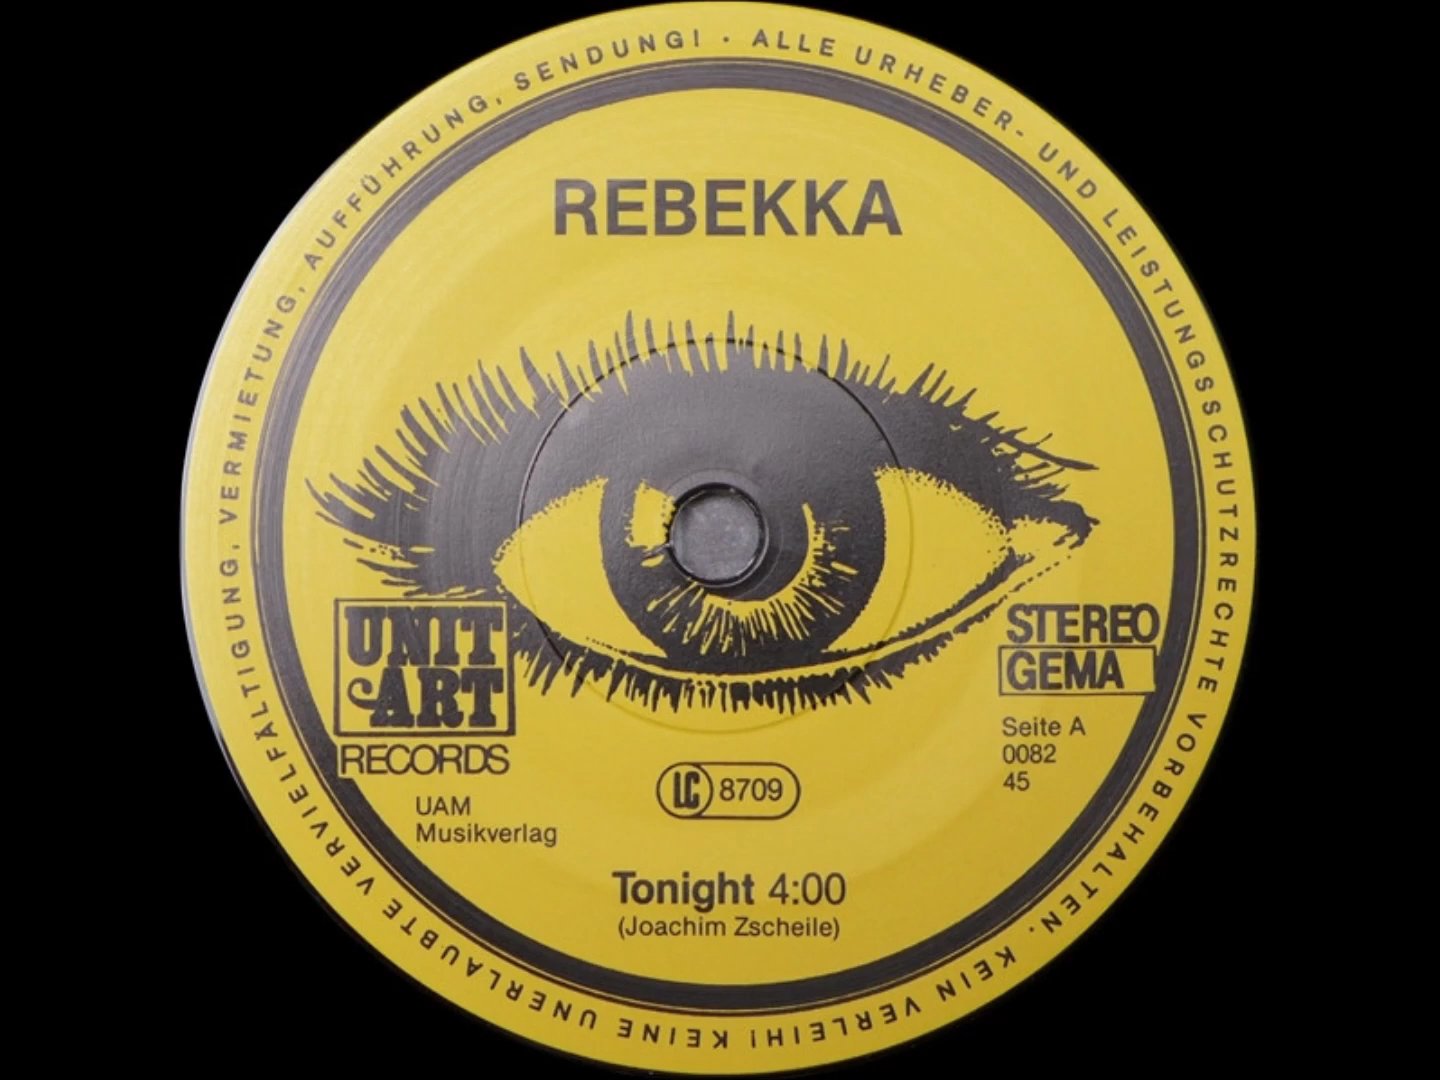 ALLE URHEBER- UND LEISTUNGSSCHUTZRECHTE VORBEHALTEN. KEIN VERLEIH! KEINE UNERLAUBTE VERVIELFÄLTIGUNG, VERMIETUNG, AUFFÜHRUNG, SENDUNG! ·
REBEKKA
UNIT
ART
RECORDS
UAM
Musikverlag
STEREO
GEMA
Seite A
0082
45
LC 8709
Tonight 4:00
(Joachim Zscheile)